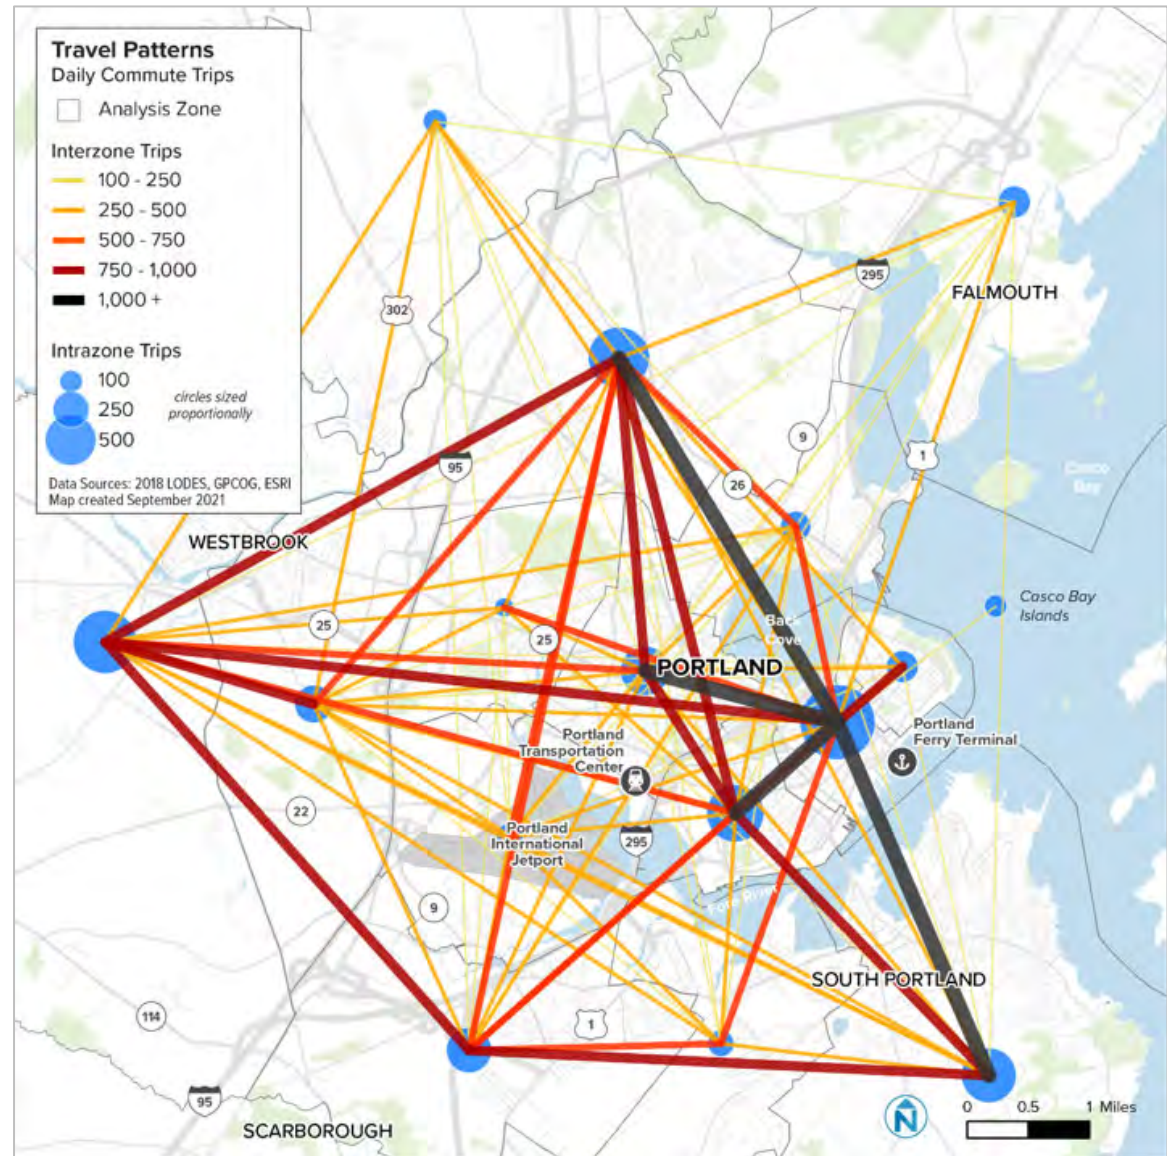 Travel Patterns
Daily Commute Trips
Analysis Zone
Interzone Trips
100 - 250
250 - 500
500 - 750
750 - 1,000
1,000 +
Intrazone Trips
100
250
500
circles sized
proportionally
Data Sources: 2018 LODES, GPCOG, ESRI
Map created September 2021
302
295
FALMOUTH
9
1
95
26
Casco
Bay
WESTBROOK
Casco Bay
Islands
25
25
Back
Cove
PORTLAND
Portland
Transportation
Center
Portland
Ferry Terminal
22
Portland
International
Jetport
295
9
Fore River
SOUTH PORTLAND
114
1
95
SCARBOROUGH
N
0 0.5 1 Miles